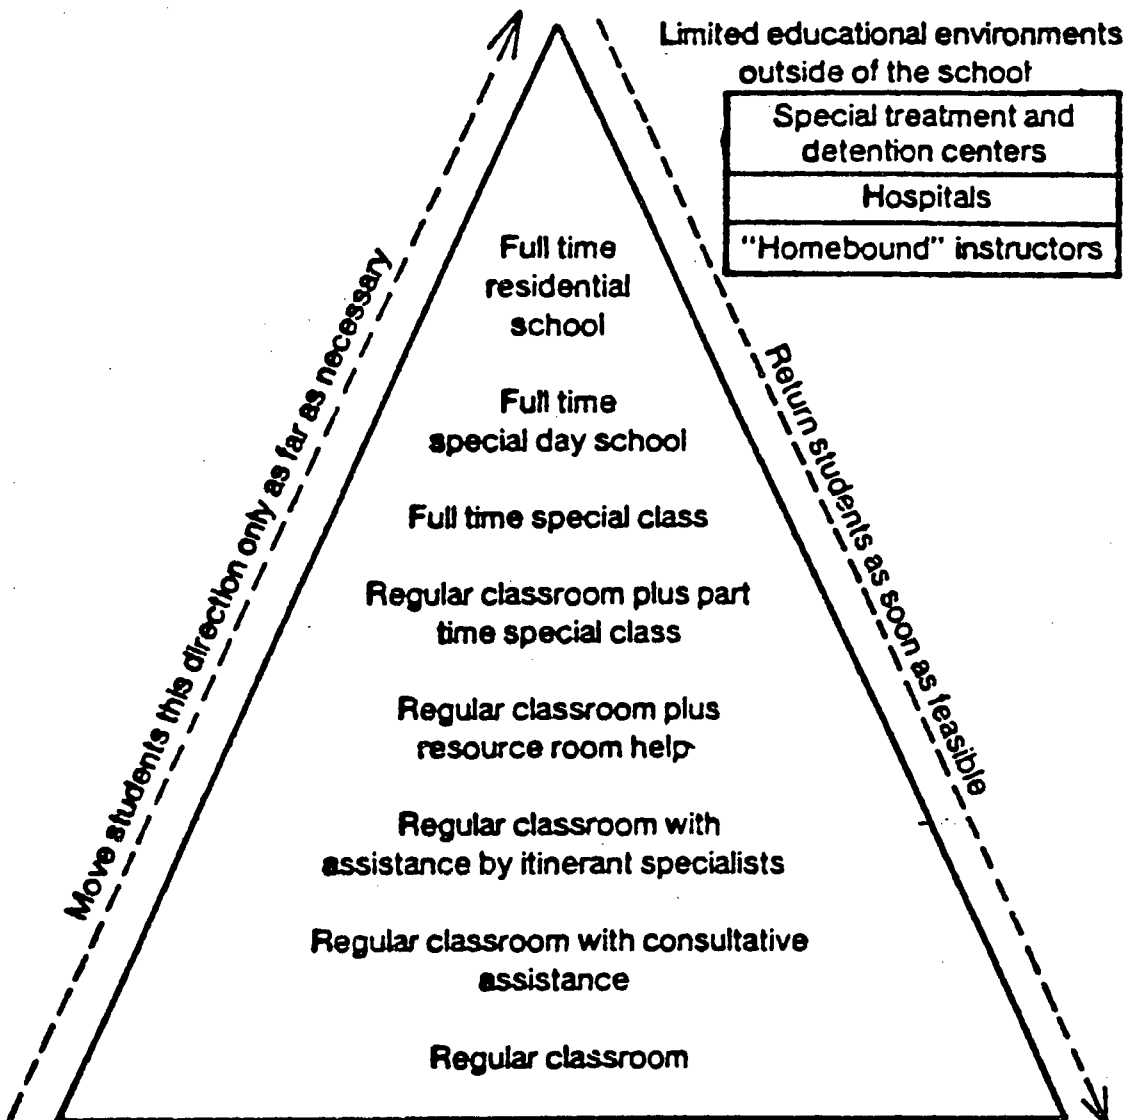 Limited educational environments
outside of the school
Special treatment and
detention centers
Hospitals
"Homebound" instructors
Full time
residential
school
Full time
special day school
Full time special class
Regular classroom plus part
time special class
Regular classroom plus
resource room help
Regular classroom with
assistance by itinerant specialists
Regular classroom with consultative
assistance
Regular classroom
Move students this direction only as far as necessary
Return students as soon as feasible